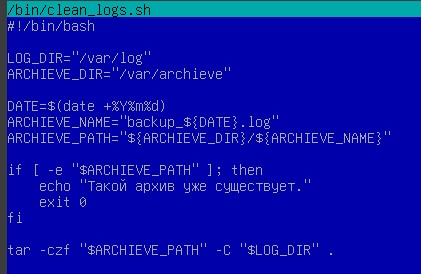 /bin/clean_logs.sh
#!/bin/bash
LOG_DIR="/var/log"
ARCHIEVE_DIR="/var/archieve"
DATE=$(date +%Y%m%d)
ARCHIEVE_NAME="backup_${DATE}.log"
ARCHIEVE_PATH="${ARCHIEVE_DIR}/${ARCHIEVE_NAME}"
if [ -e "$ARCHIEVE_PATH" ]; then
    echo "Такой архив уже существует."
    exit 0
fi
tar -czf "$ARCHIEVE_PATH" -C "$LOG_DIR" .